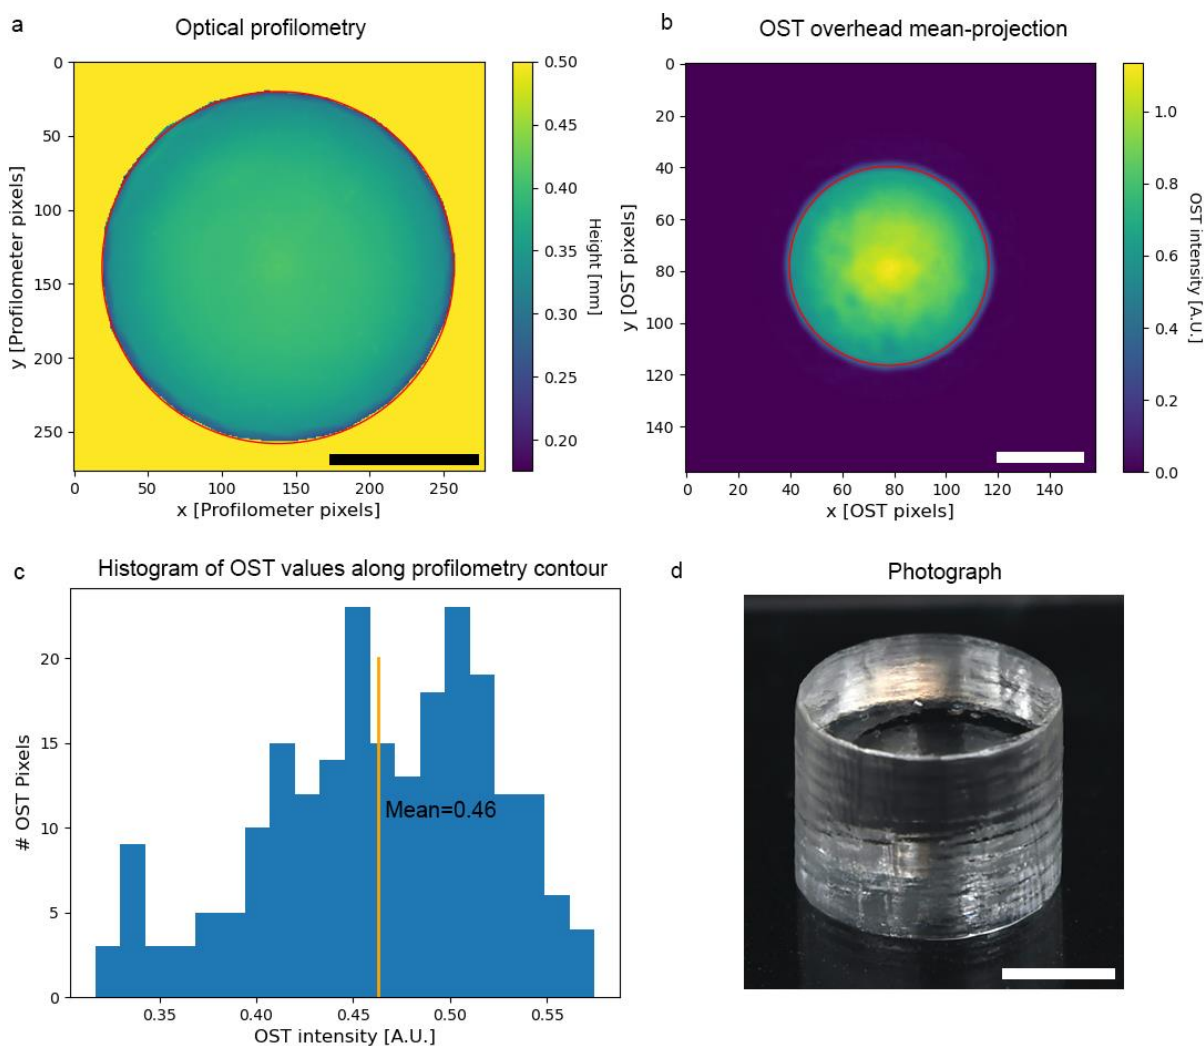 a
Optical profilometry
0
50
100
150
200
250
y [Profilometer pixels]
0 50 100 150 200 250
x [Profilometer pixels]
0.50
0.45
0.40
0.35
0.30
0.25
0.20
Height [mm]
b
OST overhead mean-projection
0
20
40
60
80
100
120
140
y [OST pixels]
0 20 40 60 80 100 120 140
x [OST pixels]
1.0
0.8
0.6
0.4
0.2
0.0
OST intensity [A.U.]
c
Histogram of OST values along profilometry contour
20
15
10
5
0
# OST Pixels
Mean=0.46
0.35 0.40 0.45 0.50 0.55
OST intensity [A.U.]
d
Photograph